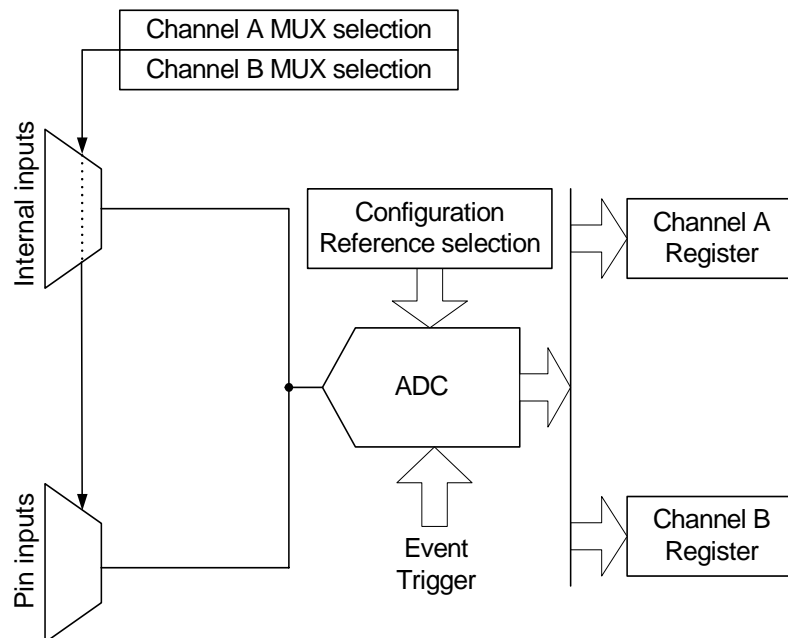 Channel A MUX selection
Channel B MUX selection
Internal inputs
Configuration
Reference selection
Channel A
Register
ADC
Pin inputs
Event
Trigger
Channel B
Register